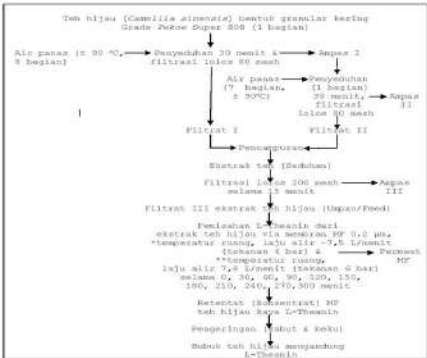 Teh hijau (Camellia sinensis) bentuk granular kering
Grade Pekoe Super 800 (1 bagian)
Air panas (± 90 °C, 8 bagian)
Penyeduhan 30 menit & filtrasi lolos 80 mesh
Ampas I
Air panas (7 bagian, ± 90°C)
Penyeduhan (1 bagian) 30 menit, filtrasi lolos 80 mesh
Ampas II
Filtrat I
Filtrat II
Pencampuran
Ekstrak teh (Seduhan)
Filtrasi lolos 200 mesh
selama 15 menit
Ampas III
Filtrat III ekstrak teh hijau (Umpan/Feed)
Pemisahan L-Theanin dari
ekstrak teh hijau via membran MF 0.2 µm,
*temperatur ruang, laju alir ~7,5 L/menit
(tekanan 4 bar) &
**temperatur ruang,
Permeat MF
laju alir 7,6 L/menit (tekanan 6 bar)
selama 0, 30, 60, 90, 120, 150,
180, 210, 240, 270,300 menit
Retentat (konsentrat) MF
teh hijau kaya L-Theanin
Pengeringan (kabut & beku)
Bubuk teh hijau mengandung
L-Theanin